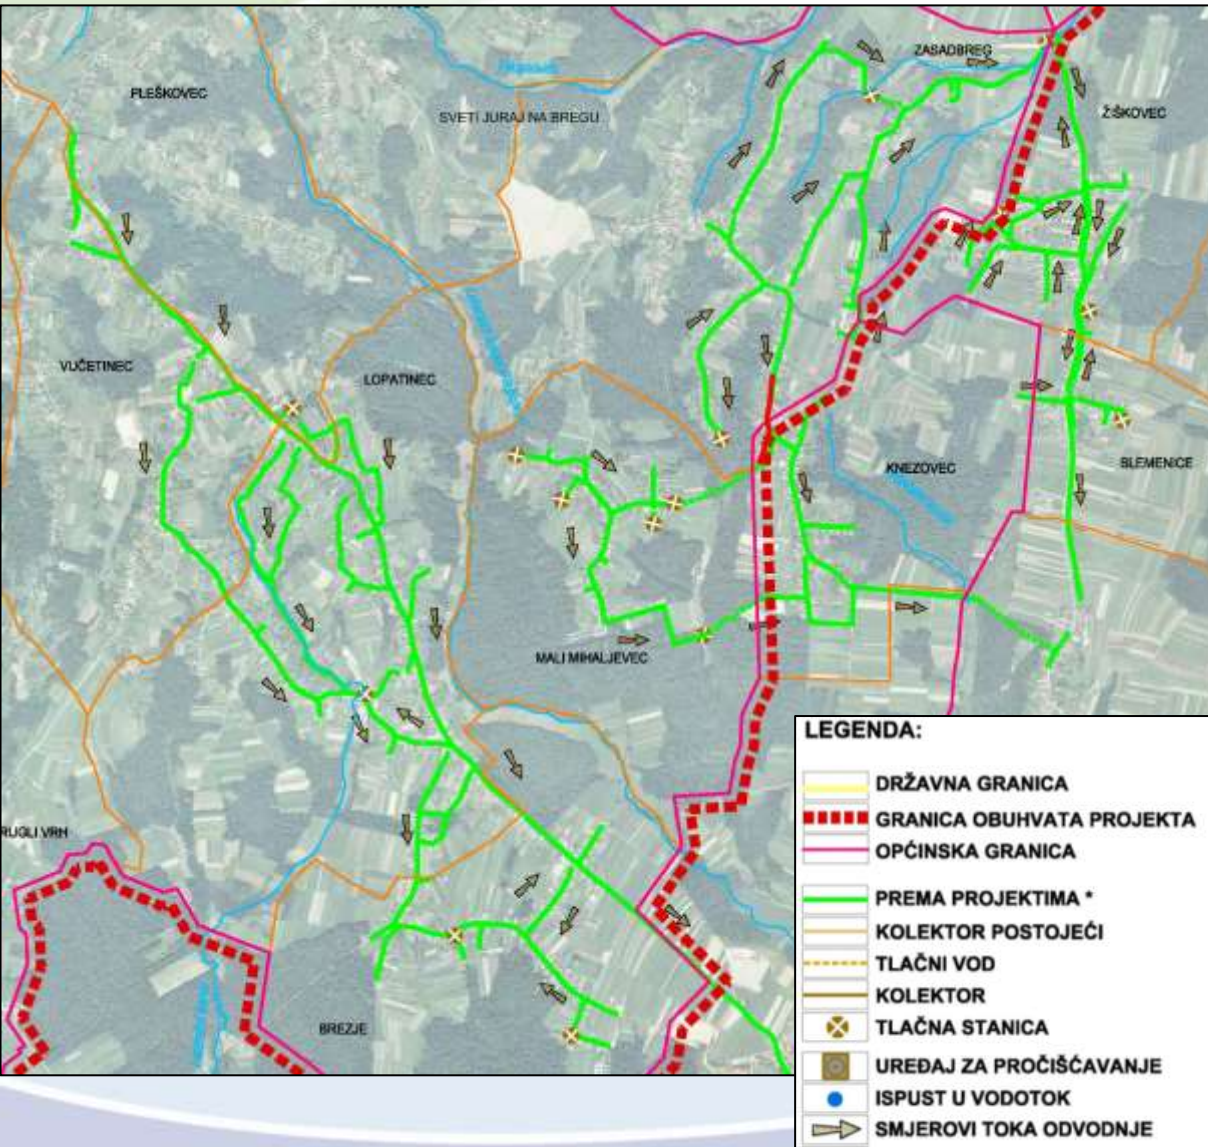 ZASADBREG
PLEŠKOVEC
SVETI JURAJ NA BREGU
ŽIŠKOVEC
VUČETINEC
LOPATINEC
KNEZOVEC
SLEMENICE
MALI MIHALJEVEC
RUGLI VRH
BREZJE
LEGENDA:
DRŽAVNA GRANICA
GRANICA OBUHVATA PROJEKTA
OPĆINSKA GRANICA
PREMA PROJEKTIMA *
KOLEKTOR POSTOJEĆI
TLAČNI VOD
KOLEKTOR
TLAČNA STANICA
UREĐAJ ZA PROČIŠĆAVANJE
ISPUST U VODOTOK
SMJEROVI TOKA ODVODNJE